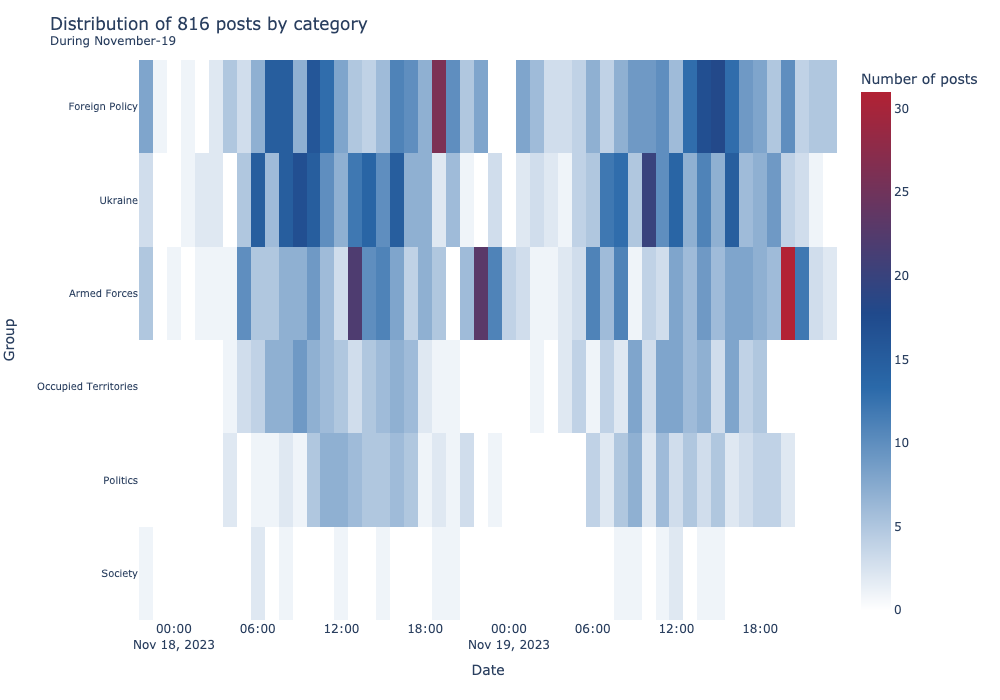 Distribution of 816 posts by category
During November-19
Number of posts
Foreign Policy
Ukraine
Armed Forces
Occupied Territories
Politics
Society
Group
30
25
20
15
10
5
0
00:00 06:00 12:00 18:00 00:00 06:00 12:00 18:00
Nov 18, 2023 Nov 19, 2023
Date